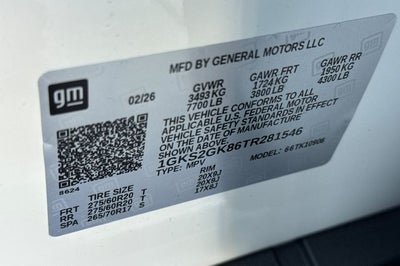 MFD BY GENERAL MOTORS LLC
gm
02/26
GVWR
3493 KG
7700 LB
GAWR FRT
1724 KG
3800 LB
GAWR RR
1950 KG
4300 LB
THIS VEHICLE CONFORMS TO ALL
APPLICABLE U.S. FEDERAL MOTOR
VEHICLE SAFETY STANDARDS IN EFFECT
ON THE DATE OF MANUFACTURE
SHOWN ABOVE
1GKS2GK86TR281546
TYPE: MPV
MODEL: 66TK10906
8624
TIRE SIZE
RIM
FRT 275/60R20 T 20X9J
RR 275/60R20 T 20X9J
SPR 265/70R17 S 17X8J